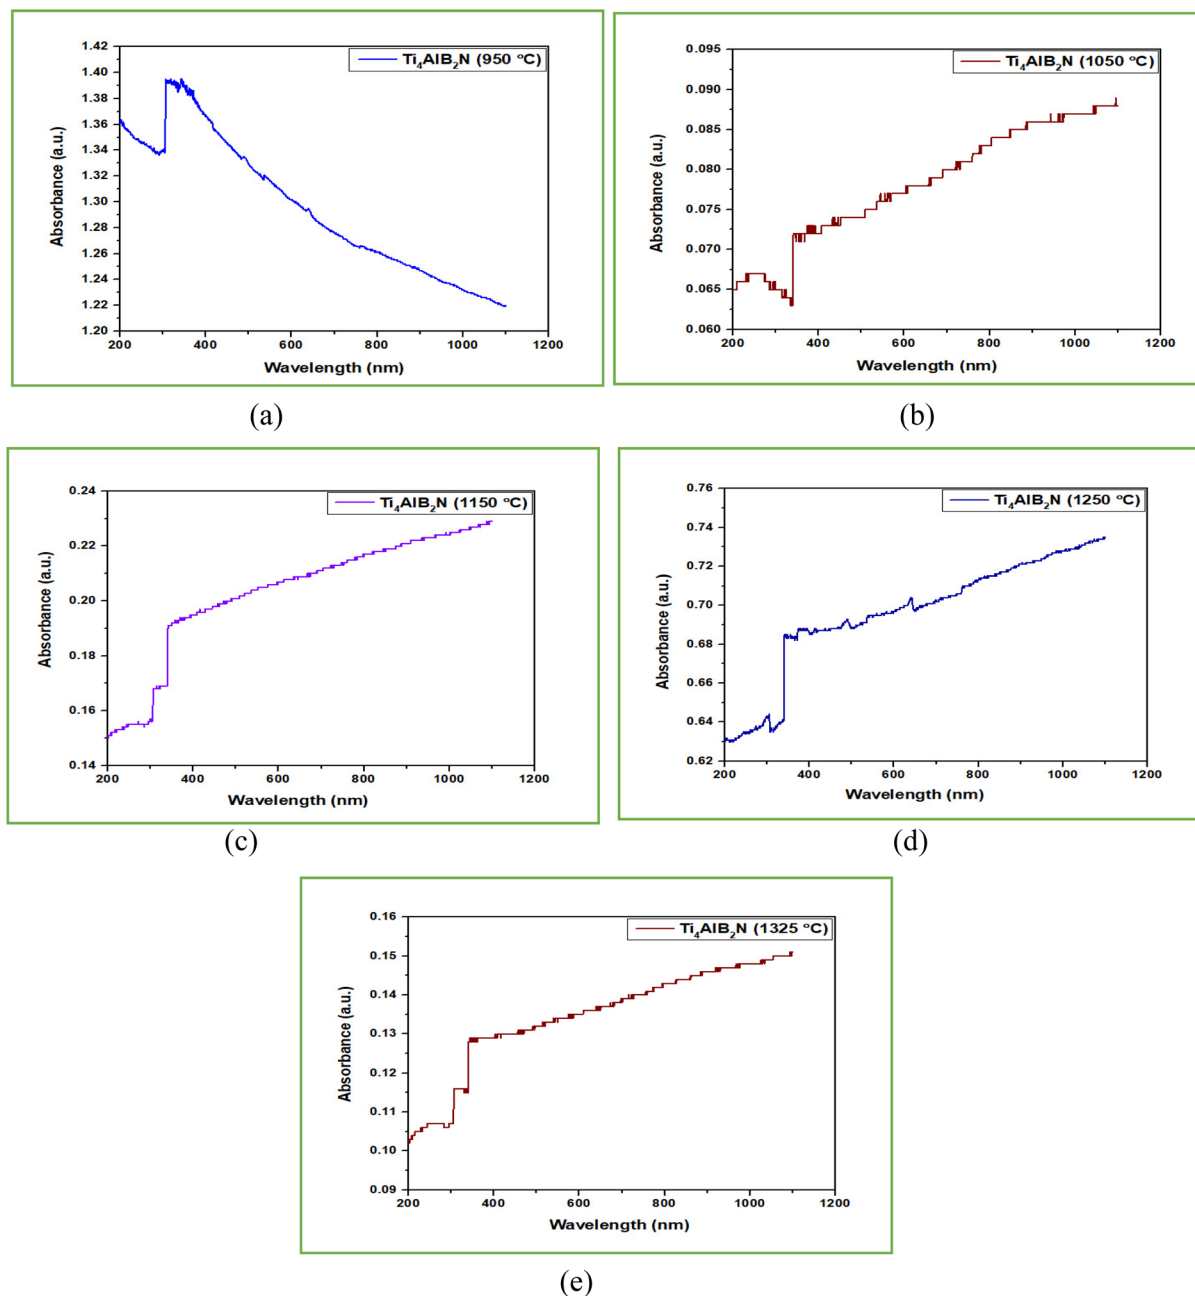 Ti₄AlB₂N (950 °C)
1.42
1.40
1.38
1.36
1.34
1.32
1.30
1.28
1.26
1.24
1.22
1.20
Absorbance (a.u.)
200 400 600 800 1000 1200
Wavelength (nm)
(a)
Ti₄AlB₂N (1050 °C)
0.095
0.090
0.085
0.080
0.075
0.070
0.065
0.060
Absorbance (a.u.)
200 400 600 800 1000 1200
Wavelength (nm)
(b)
Ti₄AlB₂N (1150 °C)
0.24
0.22
0.20
0.18
0.16
0.14
Absorbance (a.u.)
200 400 600 800 1000 1200
Wavelength (nm)
(c)
Ti₄AlB₂N (1250 °C)
0.76
0.74
0.72
0.70
0.68
0.66
0.64
0.62
Absorbance (a.u.)
200 400 600 800 1000 1200
Wavelength (nm)
(d)
Ti₄AlB₂N (1325 °C)
0.16
0.15
0.14
0.13
0.12
0.11
0.10
0.09
Absorbance (a.u.)
200 400 600 800 1000 1200
Wavelength (nm)
(e)